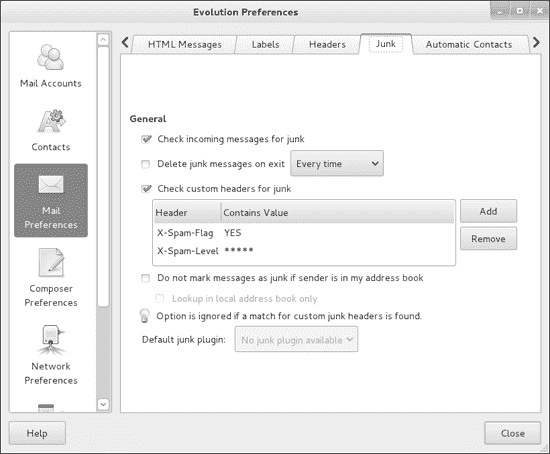 Evolution Preferences
Mail Accounts
Contacts
Mail
Preferences
Composer
Preferences
Network
Preferences
HTML Messages
Labels
Headers
Junk
Automatic Contacts
General
Check incoming messages for junk
Delete junk messages on exit
Every time
Check custom headers for junk
Header
Contains Value
X-Spam-Flag YES
X-Spam-Level *****
Add
Remove
Do not mark messages as junk if sender is in my address book
Lookup in local address book only
Option is ignored if a match for custom junk headers is found.
Default junk plugin:
No junk plugin available
Help
Close